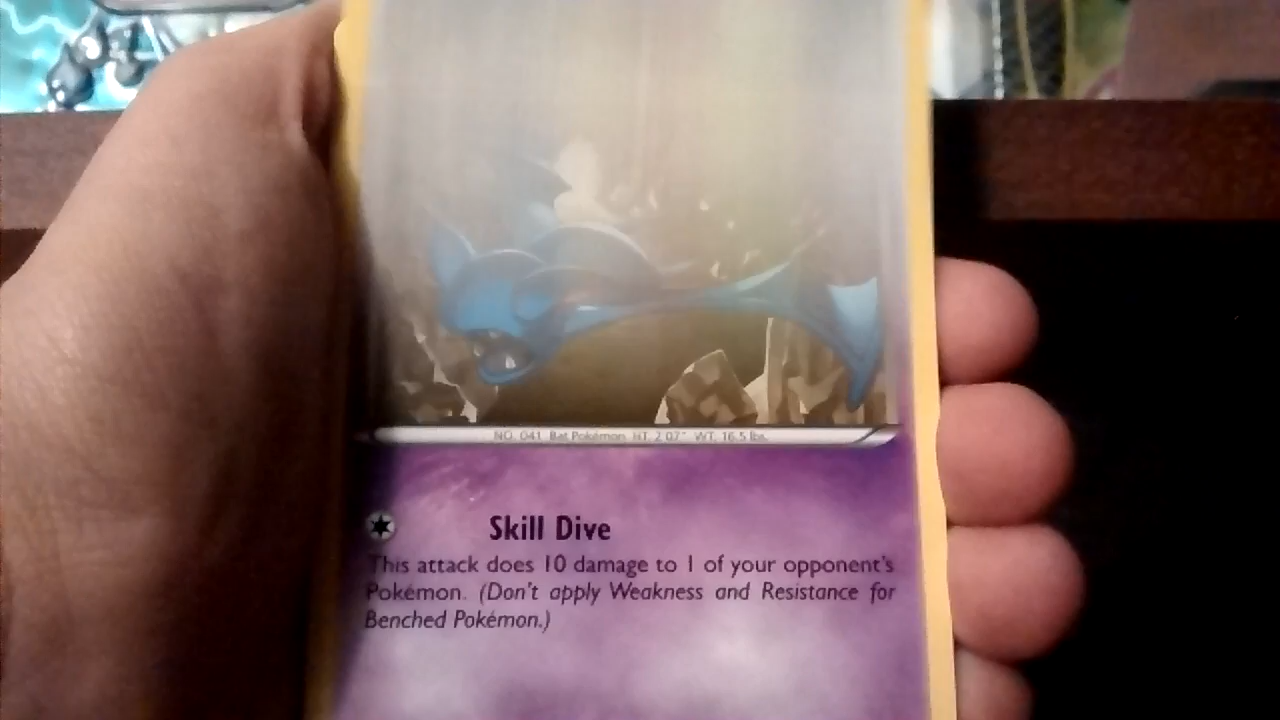 NO. 041 Bat Pokémon HT. 2'07" WT. 16.5 lbs.
Skill Dive
This attack does 10 damage to 1 of your opponent's
Pokémon. (Don't apply Weakness and Resistance for
Benched Pokémon.)